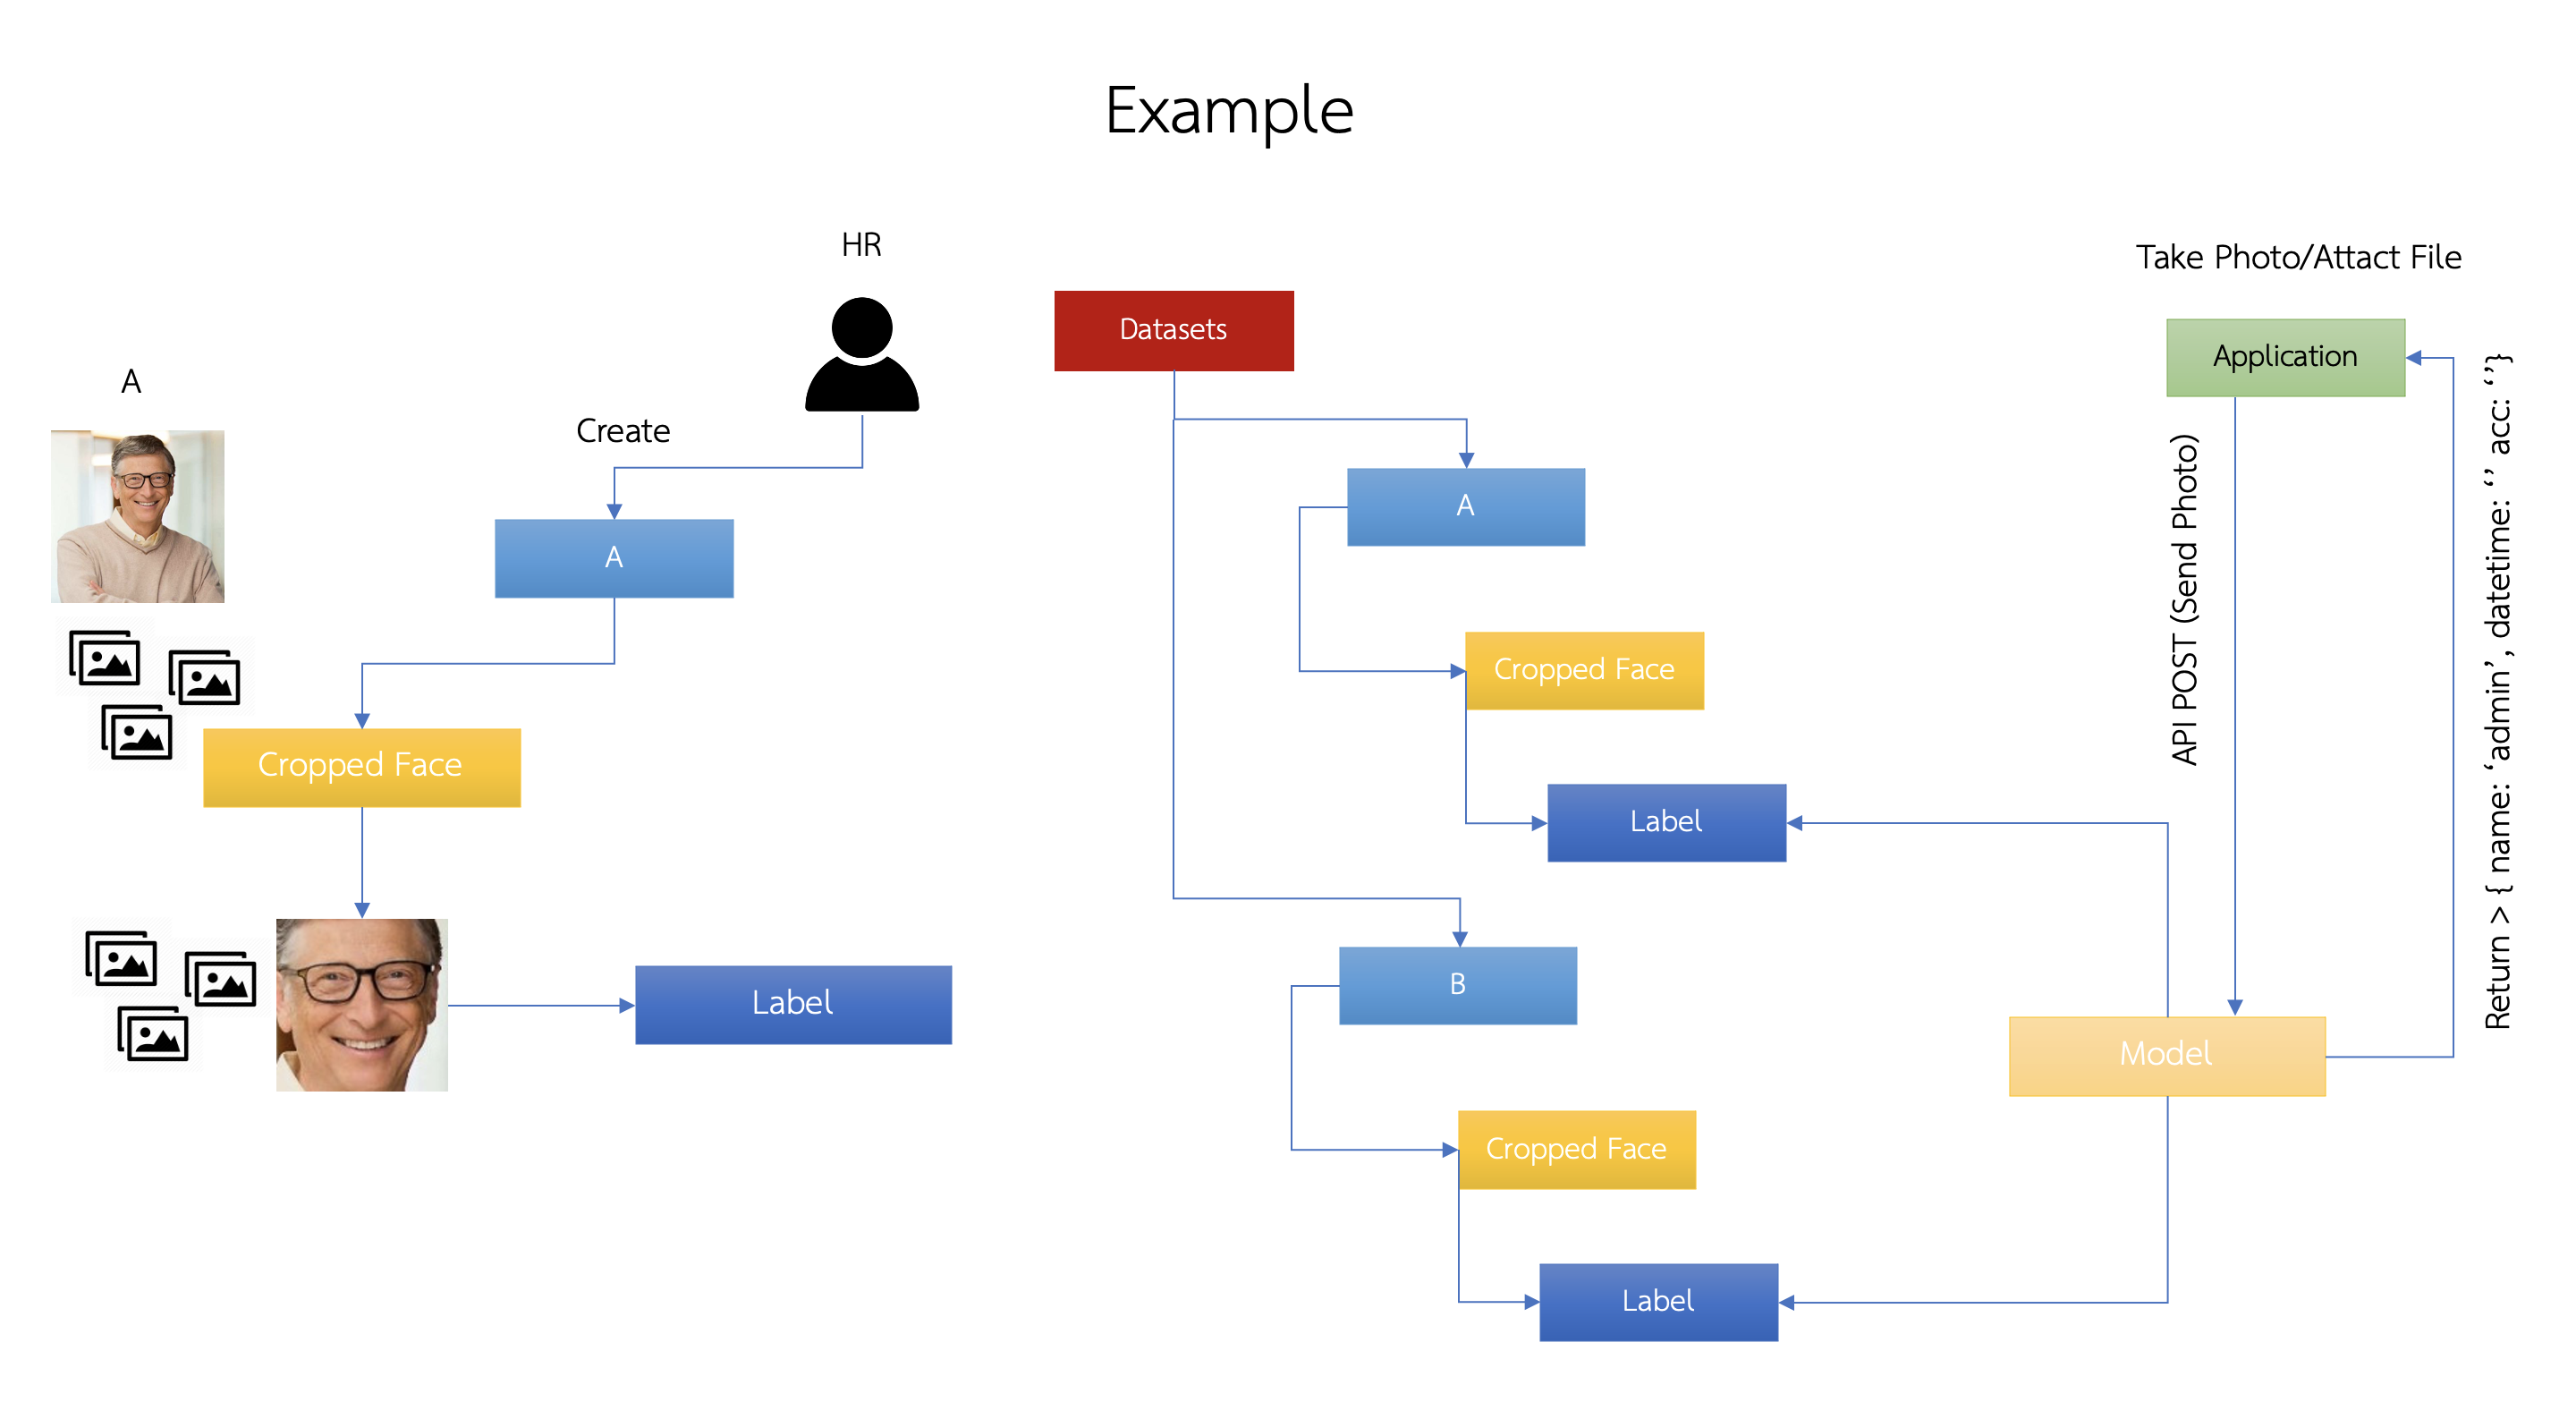 Example
HR
Take Photo/Attact File
Datasets
Application
A
Create
A
A
Cropped Face
Cropped Face
Label
API POST (Send Photo)
Return > { name: ‘admin’, datetime: ‘’ acc: ‘’}
B
Label
Model
Cropped Face
Label